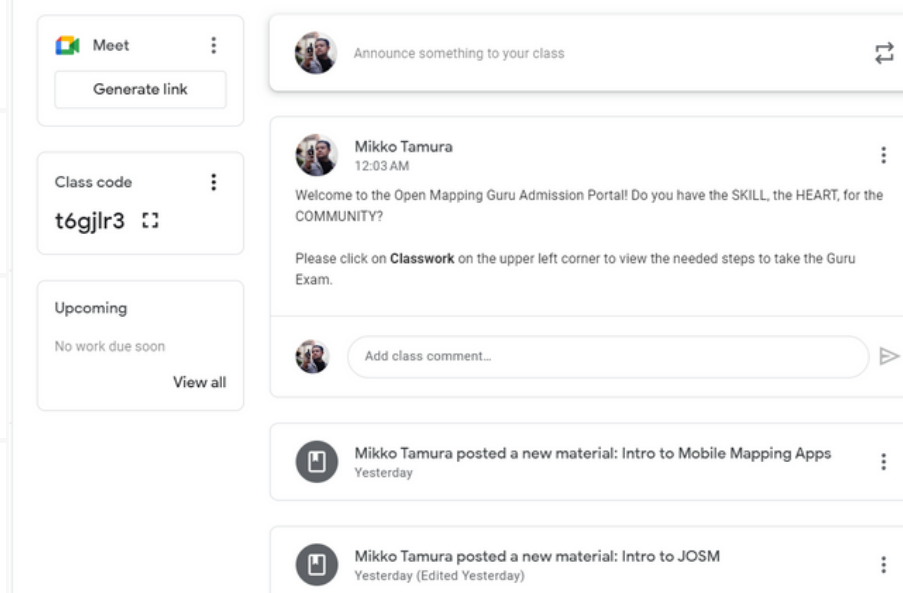 Meet
Generate link
Class code
t6gjlr3
Upcoming
No work due soon
View all
Announce something to your class
Mikko Tamura
12:03 AM
Welcome to the Open Mapping Guru Admission Portal! Do you have the SKILL, the HEART, for the
COMMUNITY?
Please click on Classwork on the upper left corner to view the needed steps to take the Guru
Exam.
Add class comment...
Mikko Tamura posted a new material: Intro to Mobile Mapping Apps
Yesterday
Mikko Tamura posted a new material: Intro to JOSM
Yesterday (Edited Yesterday)